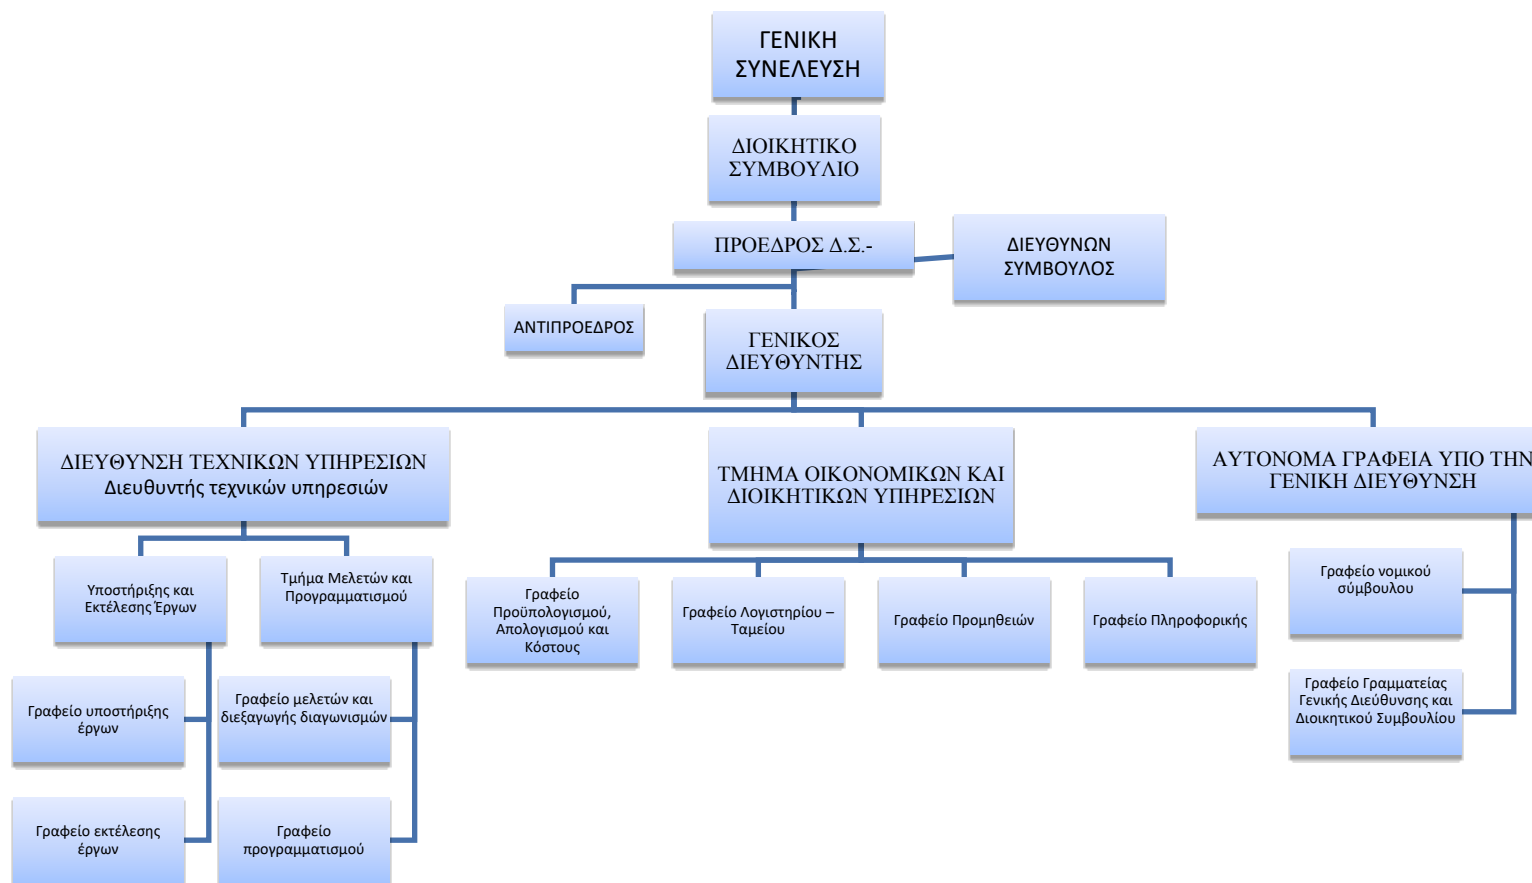 ΓΕΝΙΚΗ
ΣΥΝΕΛΕΥΣΗ
ΔΙΟΙΚΗΤΙΚΟ
ΣΥΜΒΟΥΛΙΟ
ΠΡΟΕΔΡΟΣ Δ.Σ.-
ΔΙΕΥΘΥΝΩΝ
ΣΥΜΒΟΥΛΟΣ
ΑΝΤΙΠΡΟΕΔΡΟΣ
ΓΕΝΙΚΟΣ
ΔΙΕΥΘΥΝΤΗΣ
ΔΙΕΥΘΥΝΣΗ ΤΕΧΝΙΚΩΝ ΥΠΗΡΕΣΙΩΝ
Διευθυντής τεχνικών υπηρεσιών
ΤΜΗΜΑ ΟΙΚΟΝΟΜΙΚΩΝ ΚΑΙ
ΔΙΟΙΚΗΤΙΚΩΝ ΥΠΗΡΕΣΙΩΝ
ΑΥΤΟΝΟΜΑ ΓΡΑΦΕΙΑ ΥΠΟ ΤΗΝ
ΓΕΝΙΚΗ ΔΙΕΥΘΥΝΣΗ
Υποστήριξης και
Εκτέλεσης Έργων
Τμήμα Μελετών και
Προγραμματισμού
Γραφείο
Προϋπολογισμού,
Απολογισμού και
Κόστους
Γραφείο Λογιστηρίου –
Ταμείου
Γραφείο Προμηθειών
Γραφείο Πληροφορικής
Γραφείο νομικού
σύμβουλου
Γραφείο υποστήριξης
έργων
Γραφείο μελετών και
διεξαγωγής διαγωνισμών
Γραφείο Γραμματείας
Γενικής Διεύθυνσης και
Διοικητικού Συμβουλίου
Γραφείο εκτέλεσης
έργων
Γραφείο
προγραμματισμού